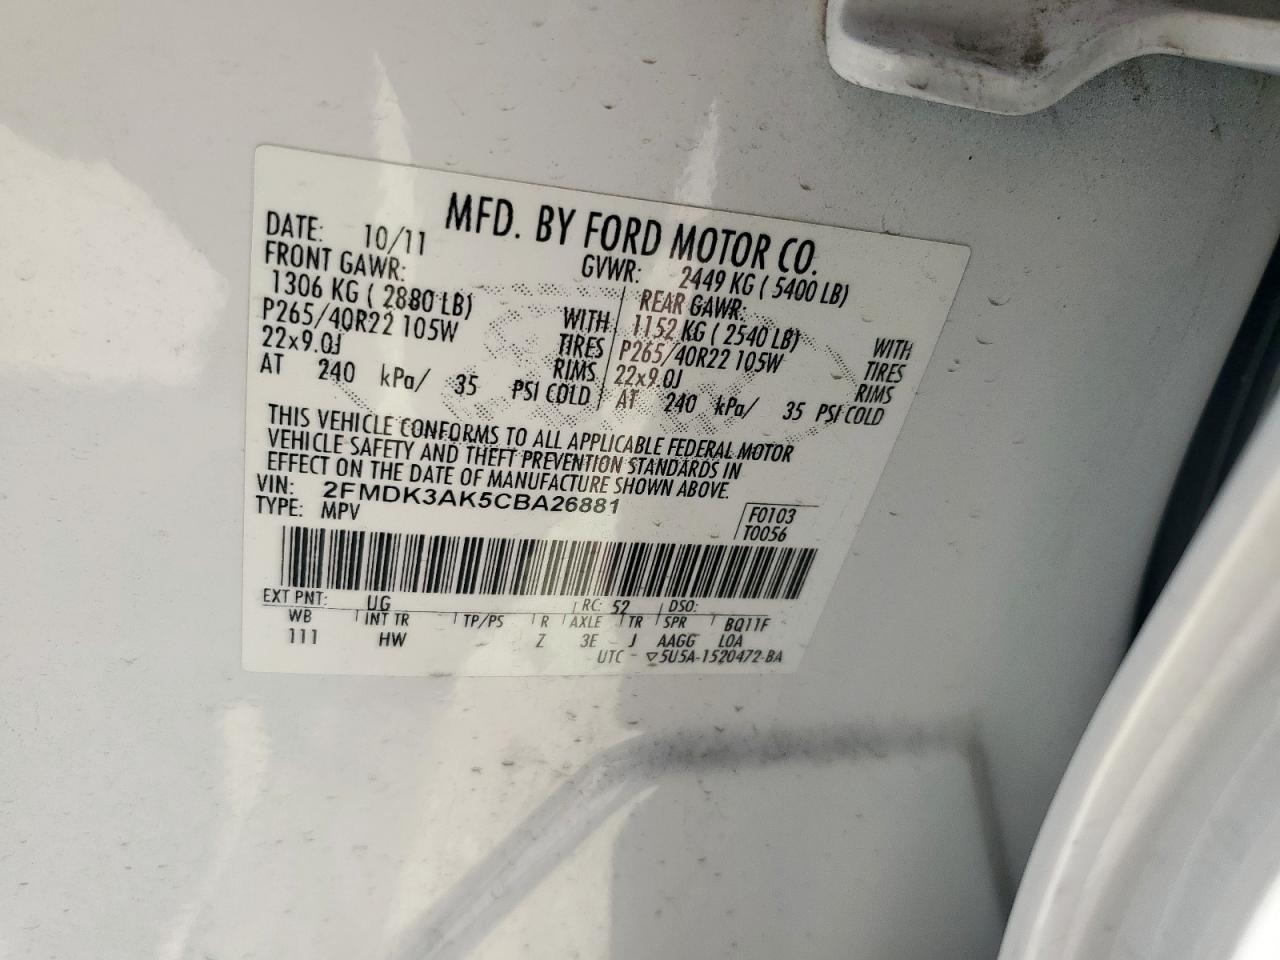 MFD. BY FORD MOTOR CO.
DATE: 10/11 GVWR: 2449 KG ( 5400 LB)
FRONT GAWR: REAR GAWR:
1306 KG ( 2880 LB) WITH 1152 KG ( 2540 LB) WITH
P265/40R22 105W TIRES P265/40R22 105W TIRES
22x9.0J RIMS 22x9.0J RIMS
AT 240 kPa/ 35 PSI COLD AT 240 kPa/ 35 PSI COLD
THIS VEHICLE CONFORMS TO ALL APPLICABLE FEDERAL MOTOR
VEHICLE SAFETY AND THEFT PREVENTION STANDARDS IN
EFFECT ON THE DATE OF MANUFACTURE SHOWN ABOVE.
VIN: 2FMDK3AK5CBA26881 F0103
TYPE: MPV T0056
EXT PNT: UG RC: 52 DSO:
WB INT TR TP/PS R AXLE TR SPR BQ11F
111 HW Z 3E J AAGG LOA
UTC ▽5U5A-1520472-BA